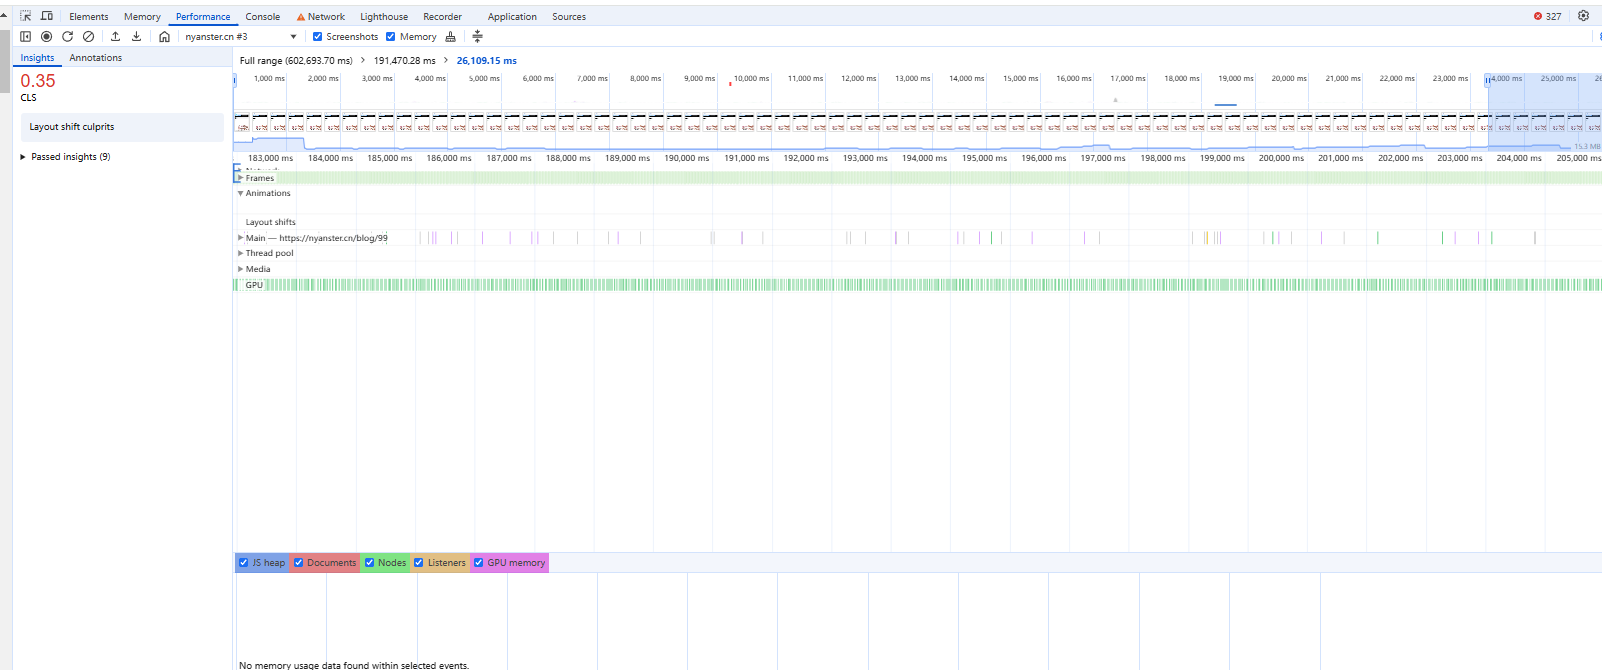 Elements Memory Performance Console Network Lighthouse Recorder Application Sources 327
nyanster.cn #3 Screenshots Memory
Insights Annotations
Full range (602,693.70 ms) > 191,470.28 ms > 26,109.15 ms
0.35
CLS
Layout shift culprits
Passed insights (9)
1,000 ms 2,000 ms 3,000 ms 4,000 ms 5,000 ms 6,000 ms 7,000 ms 8,000 ms 9,000 ms 10,000 ms 11,000 ms 12,000 ms 13,000 ms 14,000 ms 15,000 ms 16,000 ms 17,000 ms 18,000 ms 19,000 ms 20,000 ms 21,000 ms 22,000 ms 23,000 ms 24,000 ms 25,000 ms 26
15.3 MB
183,000 ms 184,000 ms 185,000 ms 186,000 ms 187,000 ms 188,000 ms 189,000 ms 190,000 ms 191,000 ms 192,000 ms 193,000 ms 194,000 ms 195,000 ms 196,000 ms 197,000 ms 198,000 ms 199,000 ms 200,000 ms 201,000 ms 202,000 ms 203,000 ms 204,000 ms 205,000 ms
Frames
Animations
Layout shifts
Main — https://nyanster.cn/blog/99
Thread pool
Media
GPU
JS heap Documents Nodes Listeners GPU memory
No memory usage data found within selected events.